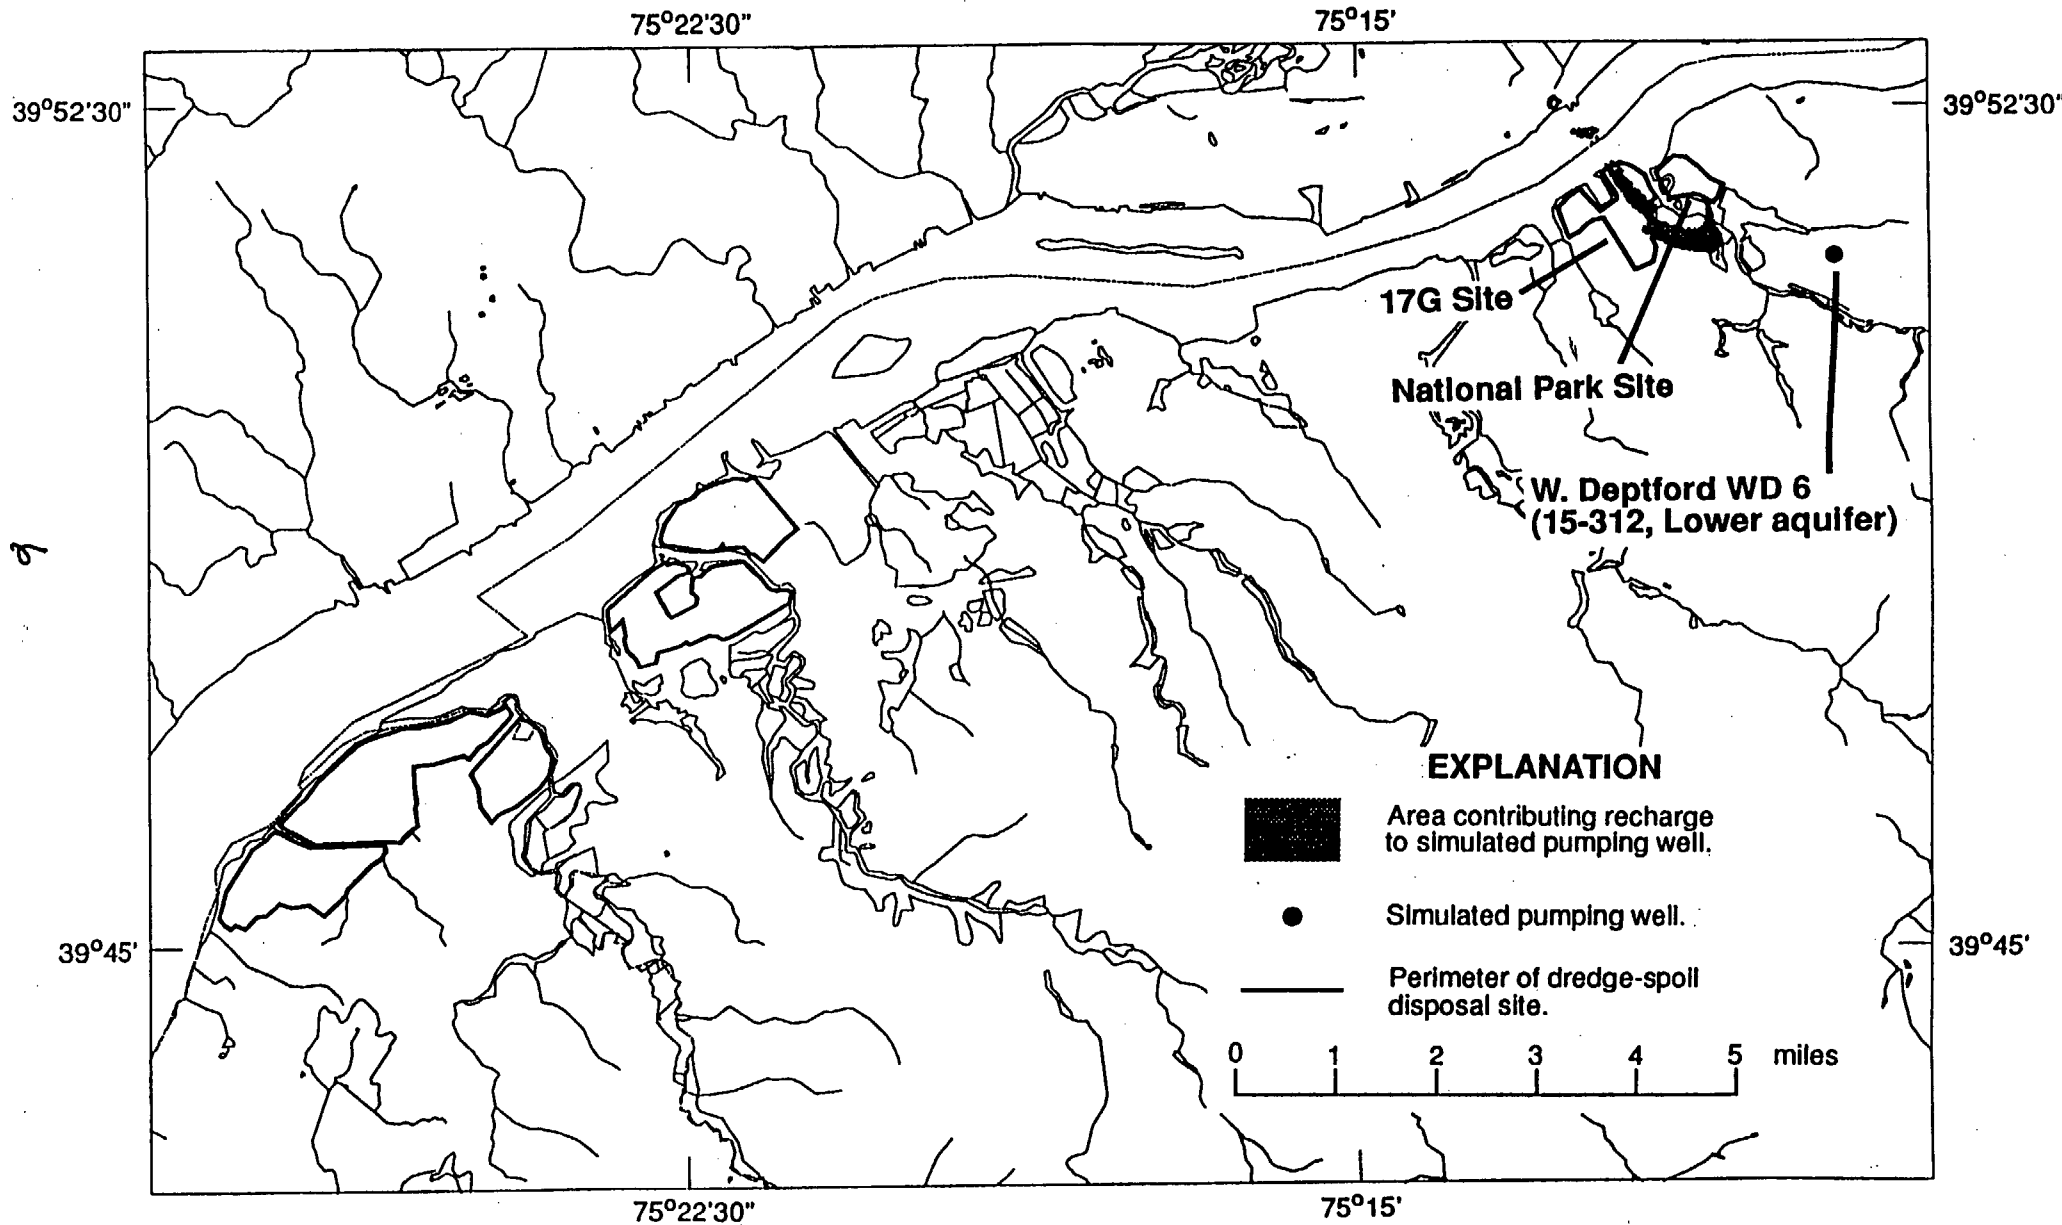 75°22'30"
75°15'
39°52'30"
39°52'30"
17G Site
National Park Site
W. Deptford WD 6
(15-312, Lower aquifer)
EXPLANATION
Area contributing recharge
to simulated pumping well.
Simulated pumping well.
Perimeter of dredge-spoil
disposal site.
39°45'
39°45'
0 1 2 3 4 5 miles
75°22'30"
75°15'